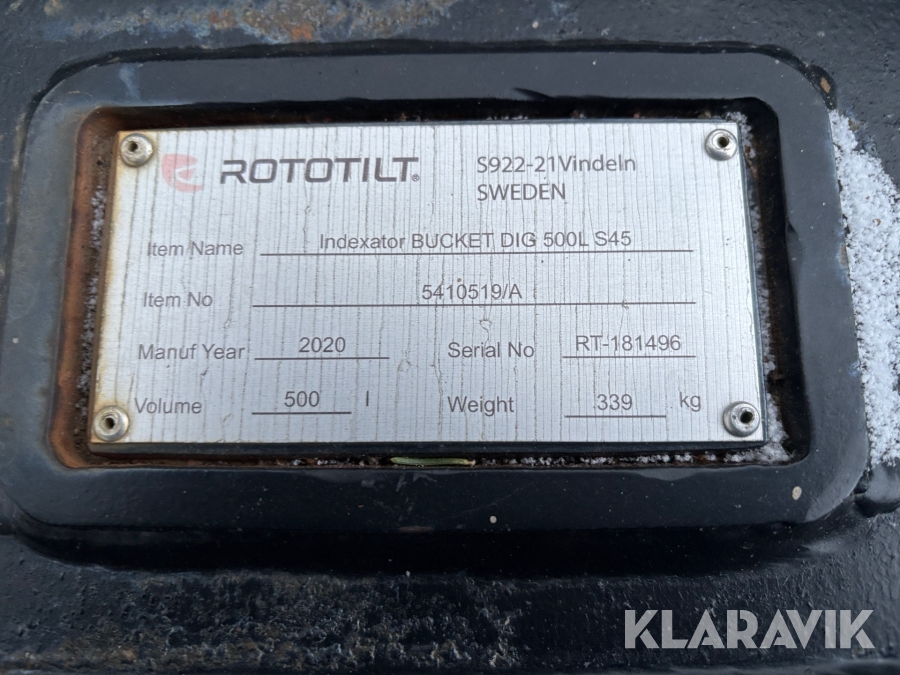 ROTOTILT®
S922-21Vindeln
SWEDEN
Item Name Indexator BUCKET DIG 500L S45
Item No 5410519/A
Manuf Year 2020 Serial No RT-181496
Volume 500 l Weight 339 kg
KLARAVIK